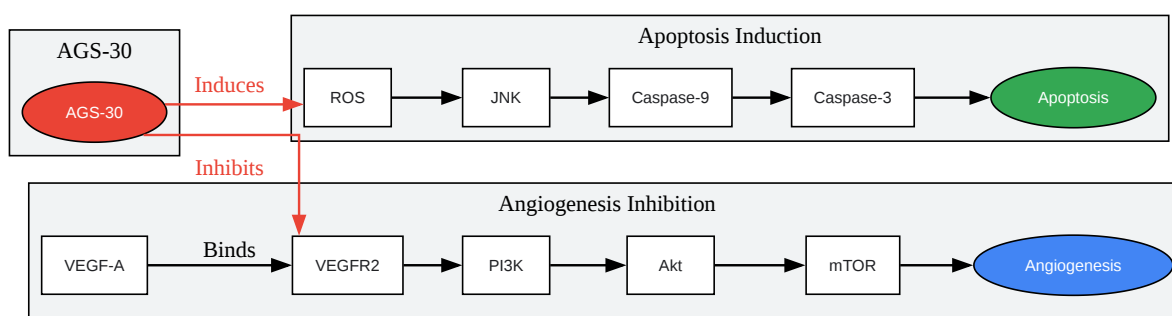 AGS-30
AGS-30
Apoptosis Induction
Induces
ROS
JNK
Caspase-9
Caspase-3
Apoptosis
Inhibits
Angiogenesis Inhibition
VEGF-A
Binds
VEGFR2
PI3K
Akt
mTOR
Angiogenesis